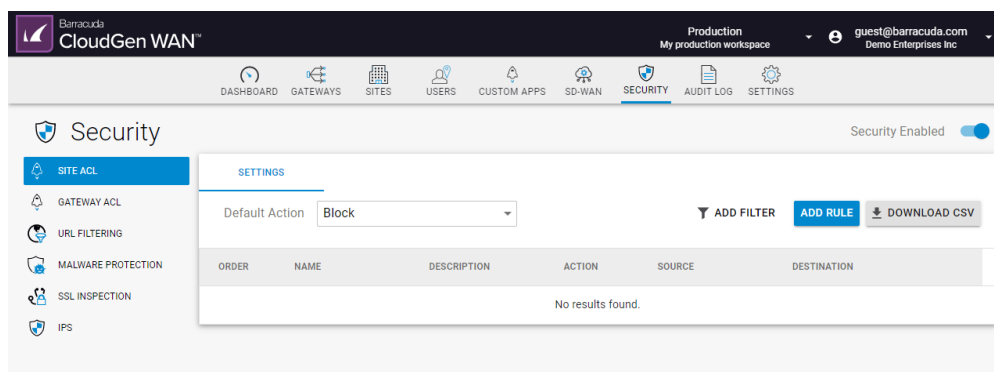 Barracuda
CloudGen WAN™
Production
My production workspace
guest@barracuda.com
Demo Enterprises Inc
DASHBOARD GATEWAYS SITES USERS CUSTOM APPS SD-WAN SECURITY AUDIT LOG SETTINGS
Security
Security Enabled
SITE ACL
GATEWAY ACL
URL FILTERING
MALWARE PROTECTION
SSL INSPECTION
IPS
SETTINGS
Default Action Block ADD FILTER ADD RULE DOWNLOAD CSV
ORDER NAME DESCRIPTION ACTION SOURCE DESTINATION
No results found.